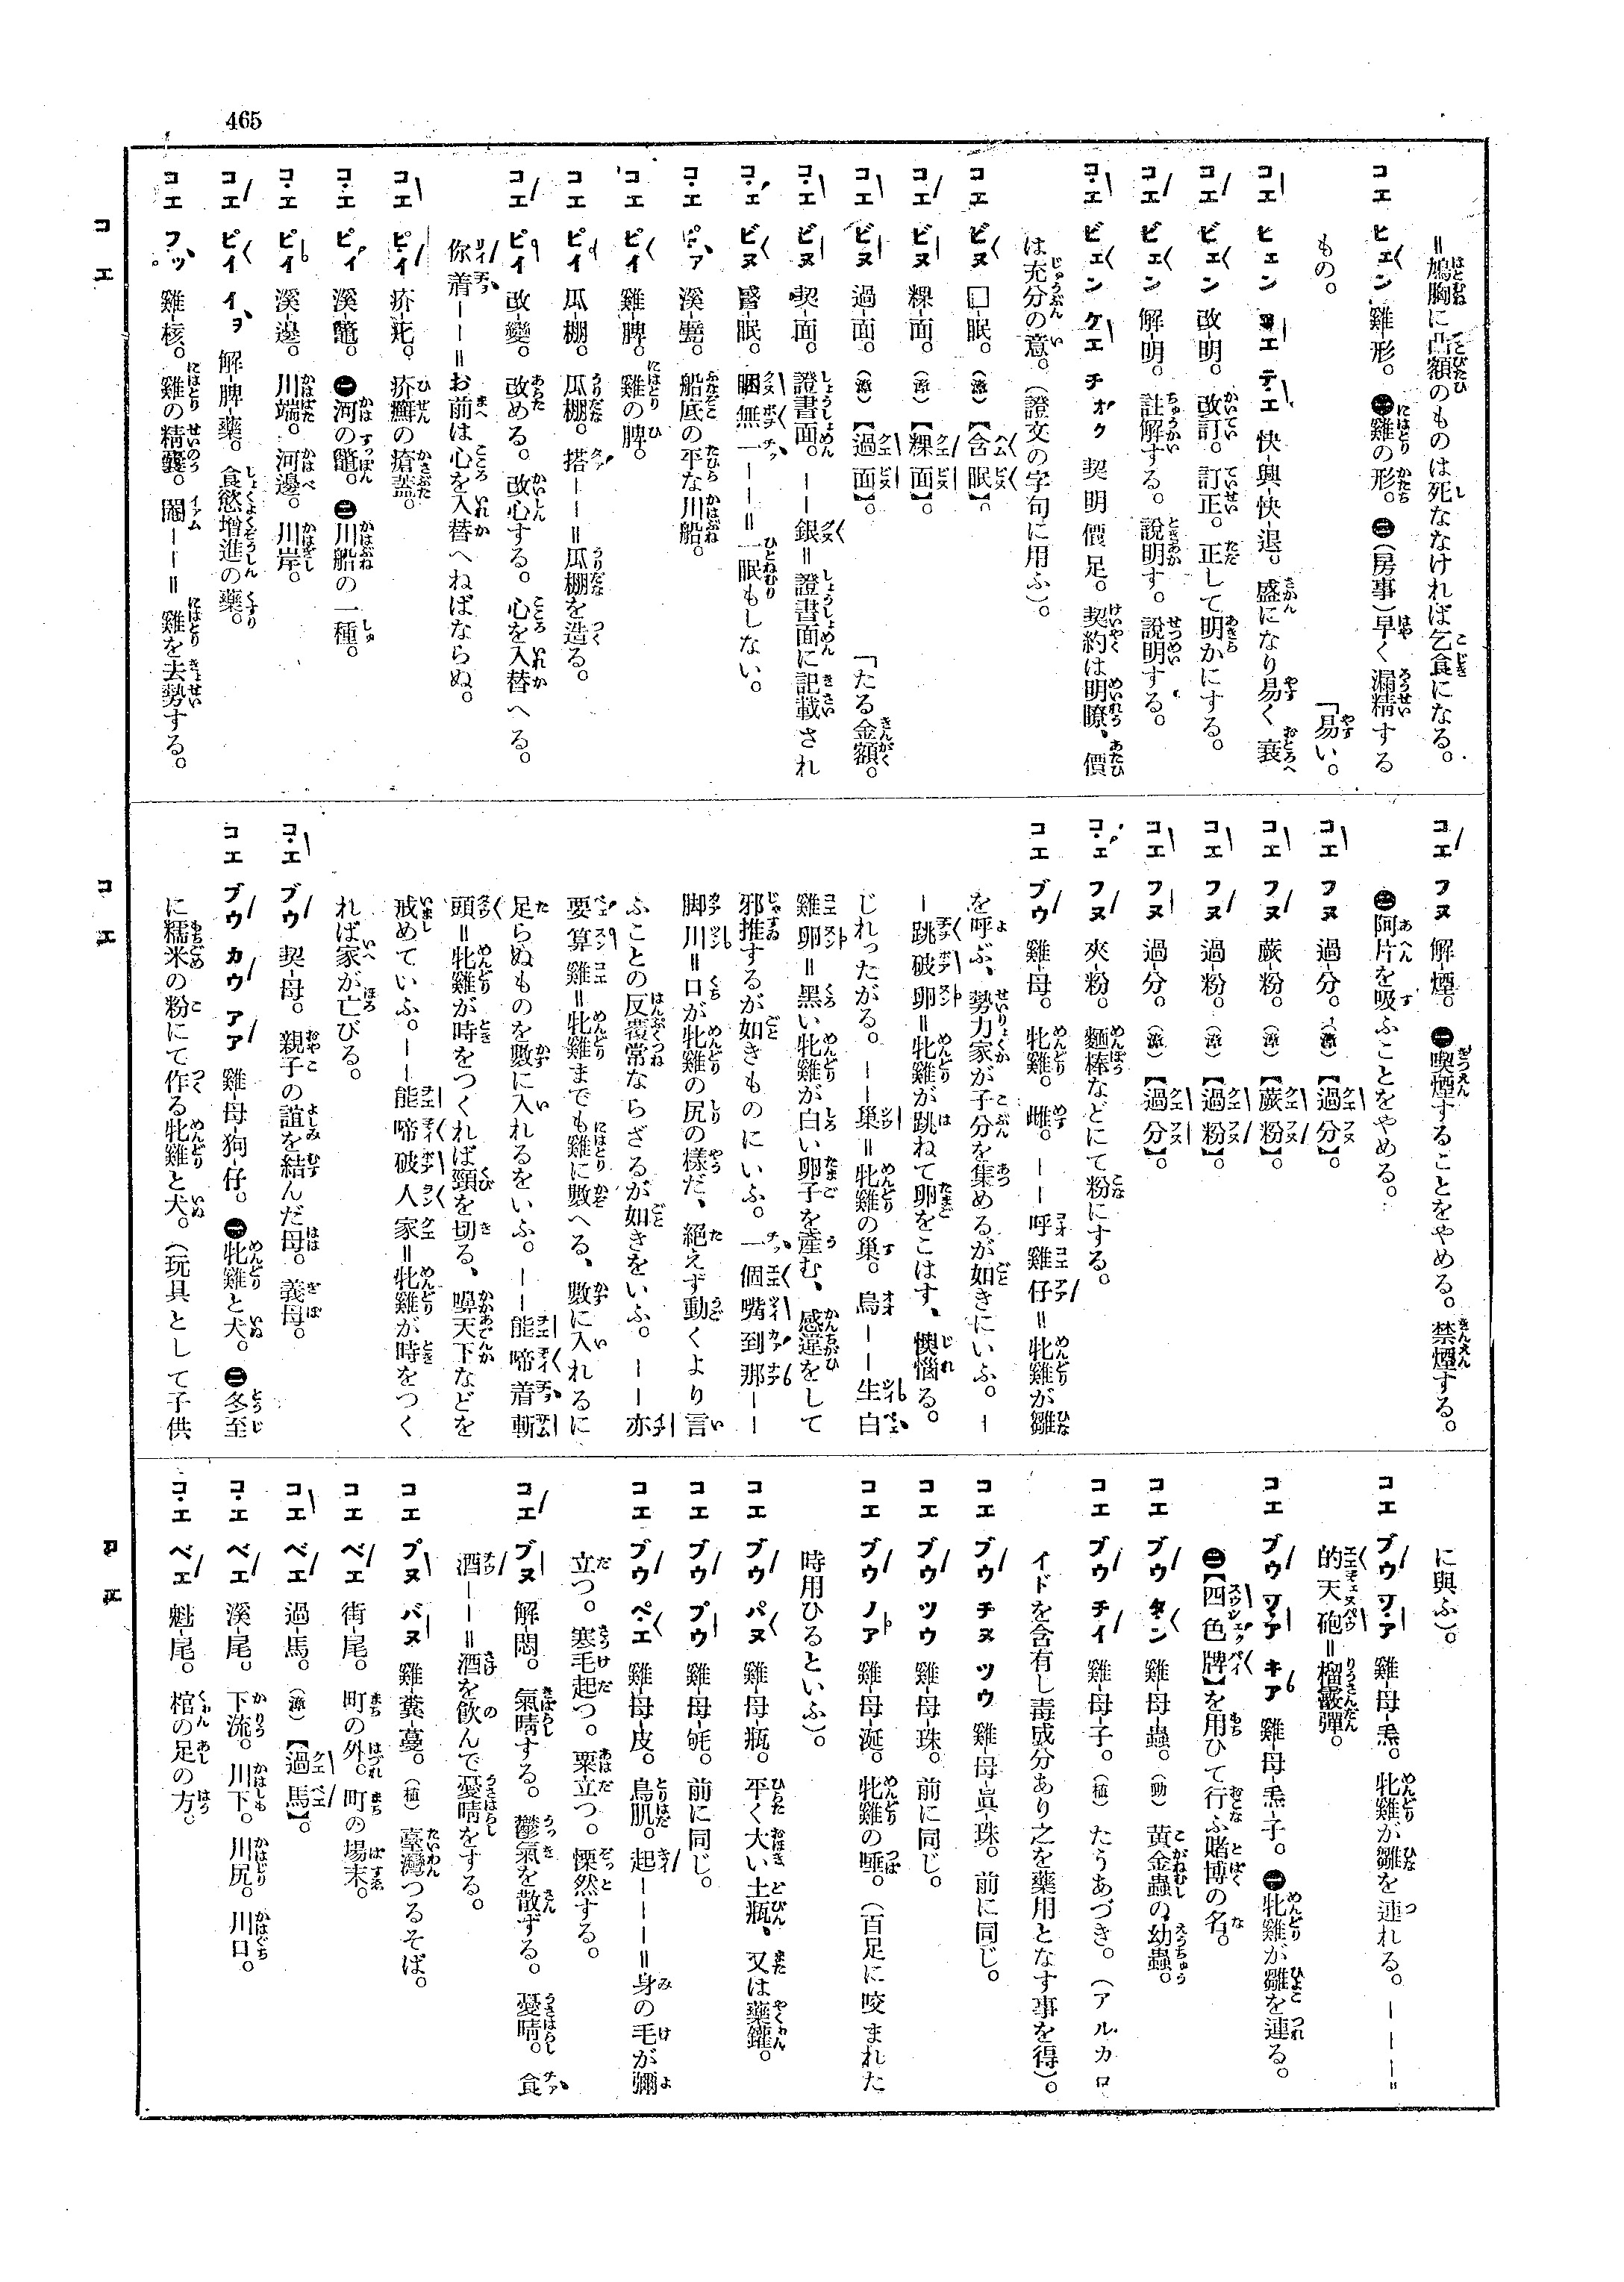 465
＝鳩胸に凸額のものは死ななければ乞食になる。
コエ ヒェン 雞形。㊀雞の形。㊁(房事)早く漏精する
もの。 「易い。
コエ ヒェン コエ テエ 快-興-快-退。盛になり易く衰
コエ ビェン 改-明。改訂。訂正。正して明かにする。
コエ ビェン 解-明。註解する。說明す。說明する。
コエ ビェン ケエ チォク 契明價足。契約は明瞭、價
は充分の意。(證文の字句に用ふ)。
コエ ビヌ □-眠。(漳)【含眠】。
コエ ビヌ 粿-面。(漳)【粿面】。
コエ ビヌ 過-面。(漳)【過面】。 「たる金額。
コエ ビヌ 契-面。證書面。——銀＝證書面に記載され
コエ ビヌ 瞌-眠。睏無一——＝一眠もしない。
コエ ピア 溪-甓。船底の平な川船。
コエ ピイ 雞-脾。雞の脾。
コエ ピイ 瓜-棚。瓜棚。搭——＝瓜棚を造る。
コエ ピイ 改-變。改める。改心する。心を入替へる。
你着——＝お前は心を入替へねばならぬ。
コエ ピイ 疥-疕。疥癬の瘡蓋。
コエ ピイ 溪-鼈。㊀河の鼈。㊁川船の一種。
コエ ピイ 溪-邊。川端。河邊。川岸。
コエ ピイ イヲ 解-脾-藥。食慾增進の藥。
コエ フツ 雞-核。雞の精囊。閹——＝雞を去勢する。
コエ
コエ フヌ 解-煙。㊀喫煙することをやめる。禁煙する。
㊁阿片を吸ふことをやめる。
コエ フヌ 過-分。(漳)【過分】。
コエ フヌ 蕨-粉。(漳)【蕨粉】。
コエ フヌ 過-粉。(漳)【過粉】。
コエ フヌ 過-分。(漳)【過分】。
コエ フヌ 夾-粉。麵棒などにて粉にする。
コエ ブウ 雞-母。牝雞。雌。——呼雞仔＝牝雞が雛
を呼ぶ、勢力家が子分を集めるが如きにいふ。—
—跳破卵＝牝雞が跳ねて卵をこはす、懊惱る。
じれったがる。——巢＝牝雞の巢。烏——生白
雞卵＝黑い牝雞が白い卵子を產む、感違をして
邪推するが如きものにいふ。一個嘴到那——
脚川＝口が牝雞の尻の樣だ、絕えず動くより言
ふことの反覆常ならざるが如きをいふ。——亦
要算雞＝牝雞までも雞に數へる、數に入れるに
足らぬものを數に入れるをいふ。——能啼着斬
頭＝牝雞が時をつくれば頸を切る、嚊天下などを
戒めていふ。——能啼破人家＝牝雞が時をつく
れば家が亡びる。
コエ ブウ 契-母。親子の誼を結んだ母。義母。
コエ ブウ カウ アア 雞-母-狗-仔。㊀牝雞と犬。㊁冬至
に糯米の粉にて作る牝雞と犬。(玩具として子供
コエ
に與ふ)。
コエ ブウ ツア 雞-母-𤆬。牝雞が雛を連れる。———＝
的天砲＝榴霰彈。
コエ ブウ ツア キア 雞-母-𤆬-子。㊀牝雞が雛を連る。
㊁【四色牌】を用ひて行ふ賭博の名。
コエ ブウ タン 雞-母-蟲。(動)黃金蟲の幼蟲。
コエ ブウ チイ 雞-母-子。(植)たうあづき。(アルカロ
イドを含有し毒成分あり之を藥用となす事を得)。
コエ ブウ チヌ ツウ 雞-母-眞-珠。前に同じ。
コエ ブウ ツウ 雞-母-珠。前に同じ。
コエ ブウ ノア 雞-母-涎。牝雞の唾。(百足に咬まれた
時用ひるといふ)。
コエ ブウ パヌ 雞-母-瓶。平く大い土瓶、又は藥鑵。
コエ ブウ プウ 雞-母-㲋。前に同じ。
コエ ブウ ペエ 雞-母-皮。鳥肌。起———＝身の毛が彌
立つ。寒毛起つ。粟立つ。慄然する。
コエ ブヌ 解-悶。氣晴する。鬱氣を散ずる。憂晴。食
酒——＝酒を飮んで憂晴をする。
コエ プヌ バヌ 雞-糞-蔓。(植)臺灣つるそば。
コエ ベエ 街-尾。町の外。町の場末。
コエ ベエ 過-馬。(漳)【過馬】。
コエ ベエ 溪-尾。下流。川下。川尻。川口。
コエ ベエ 魁-尾。棺の足の方。
コエ